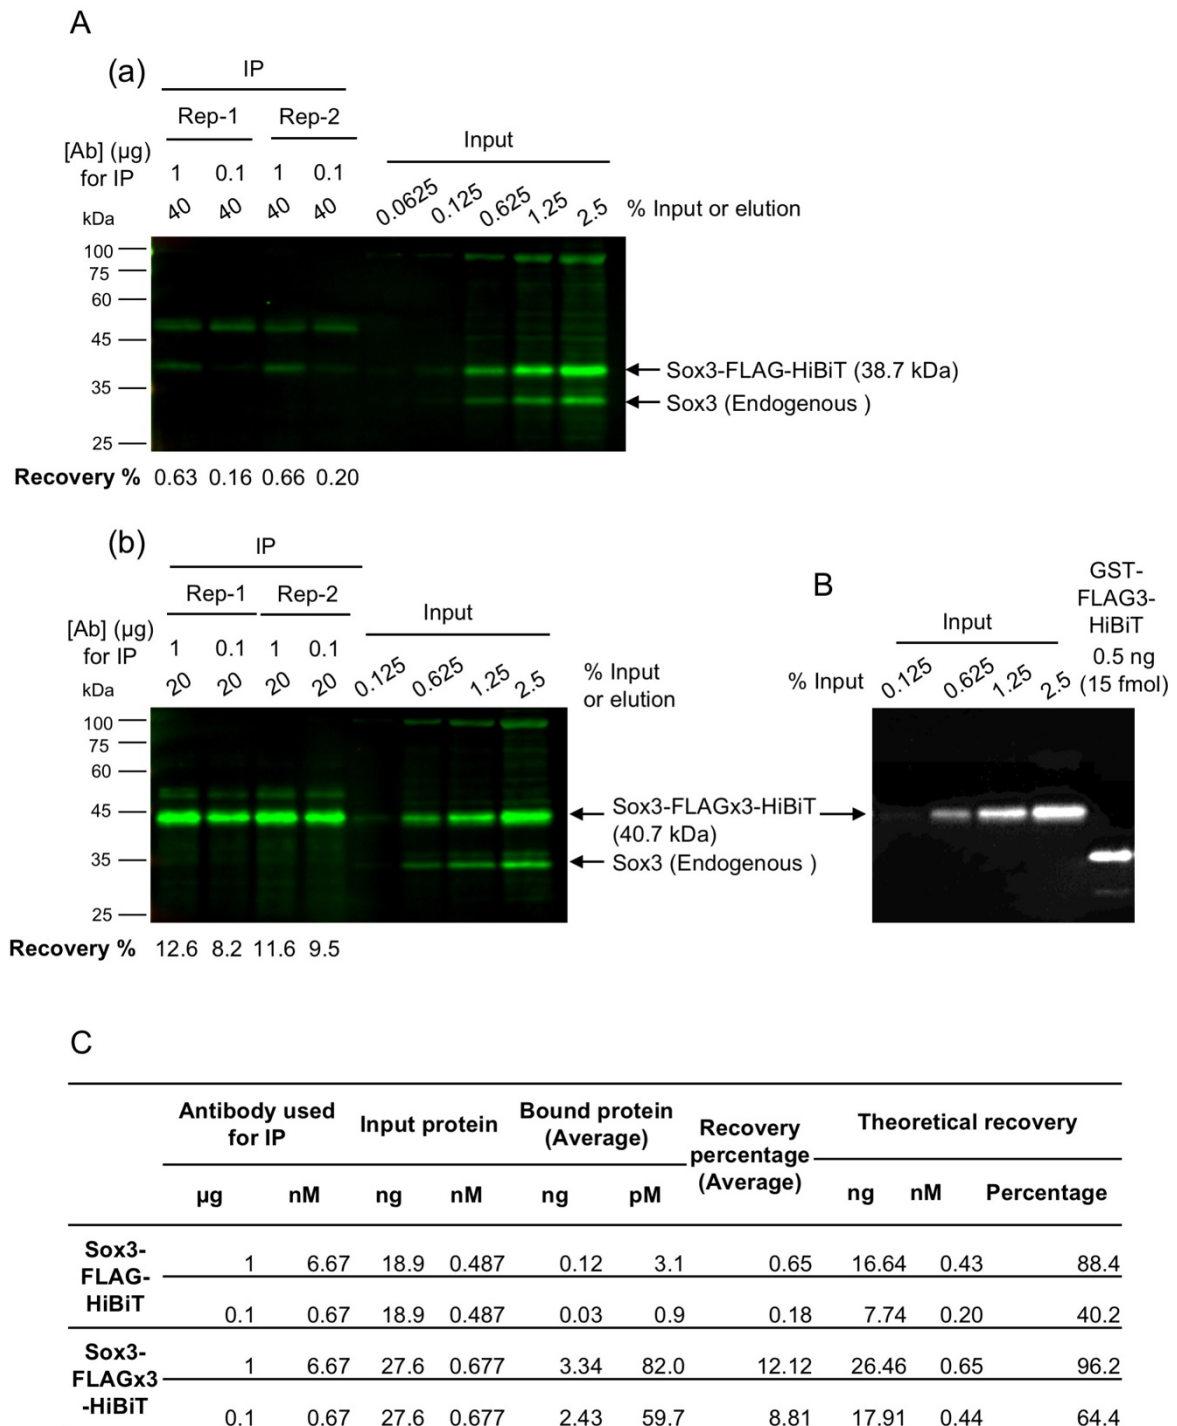 A
(a)
IP
Rep-1 Rep-2
Input
[Ab] (µg)
for IP
1 0.1 1 0.1
kDa
40 40 40 40 0.0625 0.125 0.625 1.25 2.5 % Input or elution
100
75
60
45
Sox3-FLAG-HiBiT (38.7 kDa)
35
Sox3 (Endogenous )
25
Recovery % 0.63 0.16 0.66 0.20
(b)
IP
Rep-1 Rep-2
Input
[Ab] (µg)
for IP
1 0.1 1 0.1
kDa
20 20 20 20 0.125 0.625 1.25 2.5
% Input
or elution
100
75
60
45
Sox3-FLAGx3-HiBiT
(40.7 kDa)
35
Sox3 (Endogenous )
25
Recovery % 12.6 8.2 11.6 9.5
B
GST-
FLAG3-
HiBiT
Input
0.5 ng
(15 fmol)
% Input 0.125 0.625 1.25 2.5
C
Antibody used
for IP
Input protein
Bound protein
(Average)
Recovery
percentage
(Average)
Theoretical recovery
µg nM ng nM ng pM ng nM Percentage
Sox3-
FLAG-
HiBiT
1 6.67 18.9 0.487 0.12 3.1 0.65 16.64 0.43 88.4
0.1 0.67 18.9 0.487 0.03 0.9 0.18 7.74 0.20 40.2
Sox3-
FLAGx3
-HiBiT
1 6.67 27.6 0.677 3.34 82.0 12.12 26.46 0.65 96.2
0.1 0.67 27.6 0.677 2.43 59.7 8.81 17.91 0.44 64.4